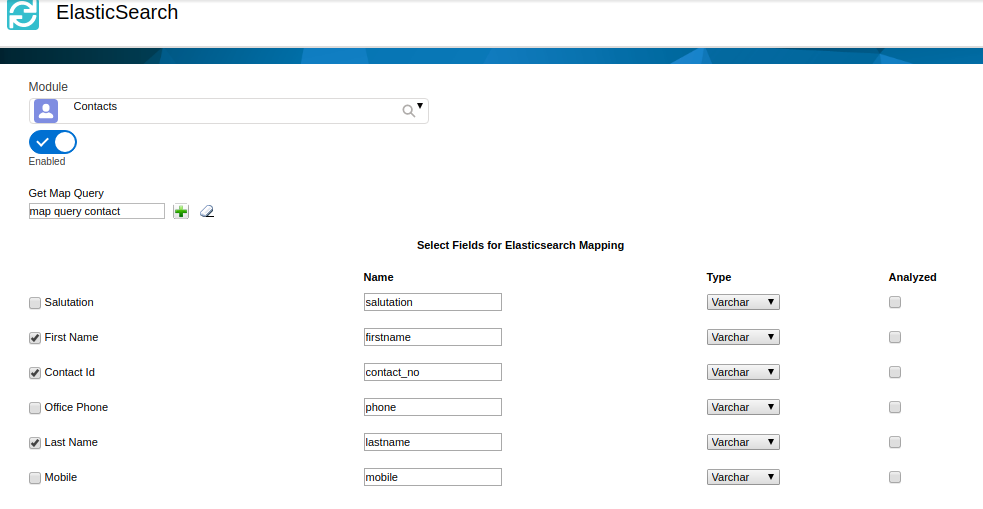 ElasticSearch
Module
Contacts
Enabled
Get Map Query
map query contact
Select Fields for Elasticsearch Mapping
Name Type Analyzed
Salutation salutation Varchar
First Name firstname Varchar
Contact Id contact_no Varchar
Office Phone phone Varchar
Last Name lastname Varchar
Mobile mobile Varchar